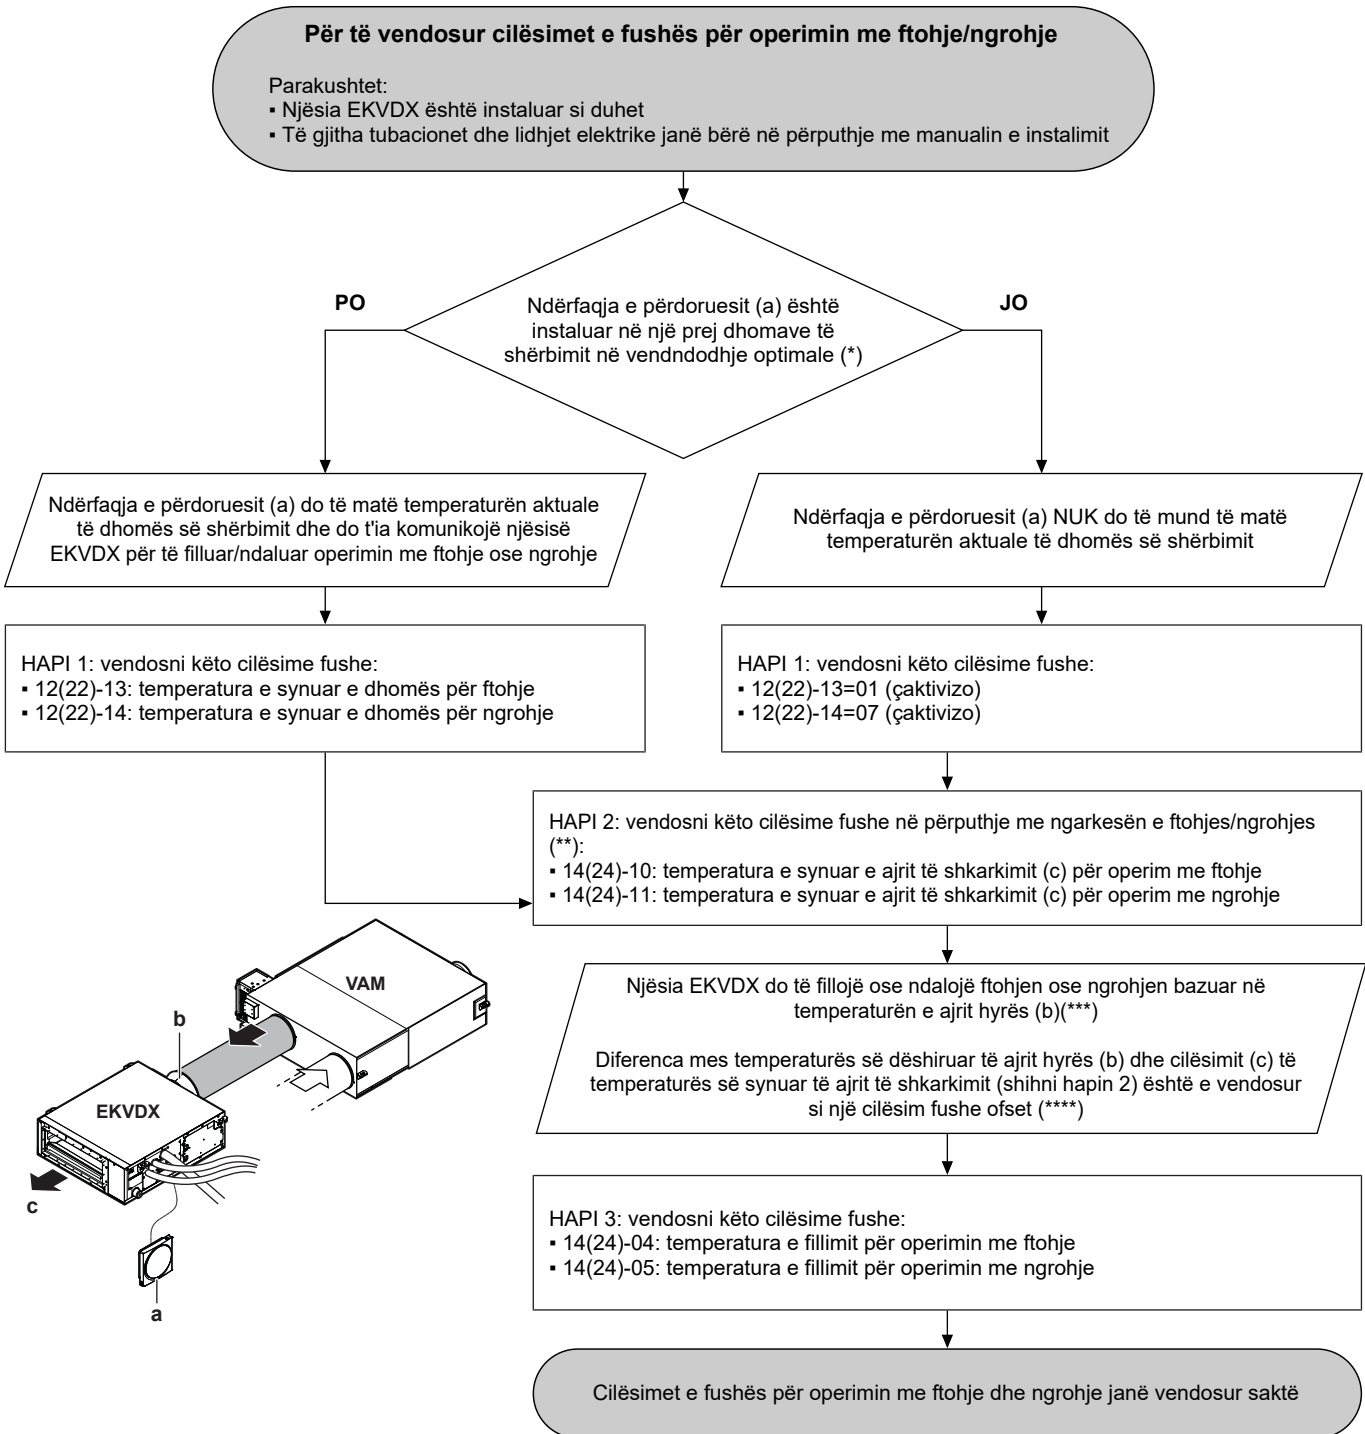 Për të vendosur cilësimet e fushës për operimin me ftohje/ngrohje
Parakushtet:
▪ Njësia EKVDX është instaluar si duhet
▪ Të gjitha tubacionet dhe lidhjet elektrike janë bërë në përputhje me manualin e instalimit
PO
Ndërfaqja e përdoruesit (a) është
instaluar në një prej dhomave të
shërbimit në vendndodhje optimale (*)
JO
Ndërfaqja e përdoruesit (a) do të matë temperaturën aktuale
të dhomës së shërbimit dhe do t'ia komunikojë njësisë
EKVDX për të filluar/ndaluar operimin me ftohje ose ngrohje
Ndërfaqja e përdoruesit (a) NUK do të mund të matë
temperaturën aktuale të dhomës së shërbimit
HAPI 1: vendosni këto cilësime fushe:
▪ 12(22)-13: temperatura e synuar e dhomës për ftohje
▪ 12(22)-14: temperatura e synuar e dhomës për ngrohje
HAPI 1: vendosni këto cilësime fushe:
▪ 12(22)-13=01 (çaktivizo)
▪ 12(22)-14=07 (çaktivizo)
HAPI 2: vendosni këto cilësime fushe në përputhje me ngarkesën e ftohjes/ngrohjes
(**):
▪ 14(24)-10: temperatura e synuar e ajrit të shkarkimit (c) për operim me ftohje
▪ 14(24)-11: temperatura e synuar e ajrit të shkarkimit (c) për operim me ngrohje
Njësia EKVDX do të fillojë ose ndalojë ftohjen ose ngrohjen bazuar në
temperaturën e ajrit hyrës (b)(***)
Diferenca mes temperaturës së dëshiruar të ajrit hyrës (b) dhe cilësimit (c) të
temperaturës së synuar të ajrit të shkarkimit (shihni hapin 2) është e vendosur
si një cilësim fushe ofset (****)
VAM
b
EKVDX
c
a
HAPI 3: vendosni këto cilësime fushe:
▪ 14(24)-04: temperatura e fillimit për operimin me ftohje
▪ 14(24)-05: temperatura e fillimit për operimin me ngrohje
Cilësimet e fushës për operimin me ftohje dhe ngrohje janë vendosur saktë